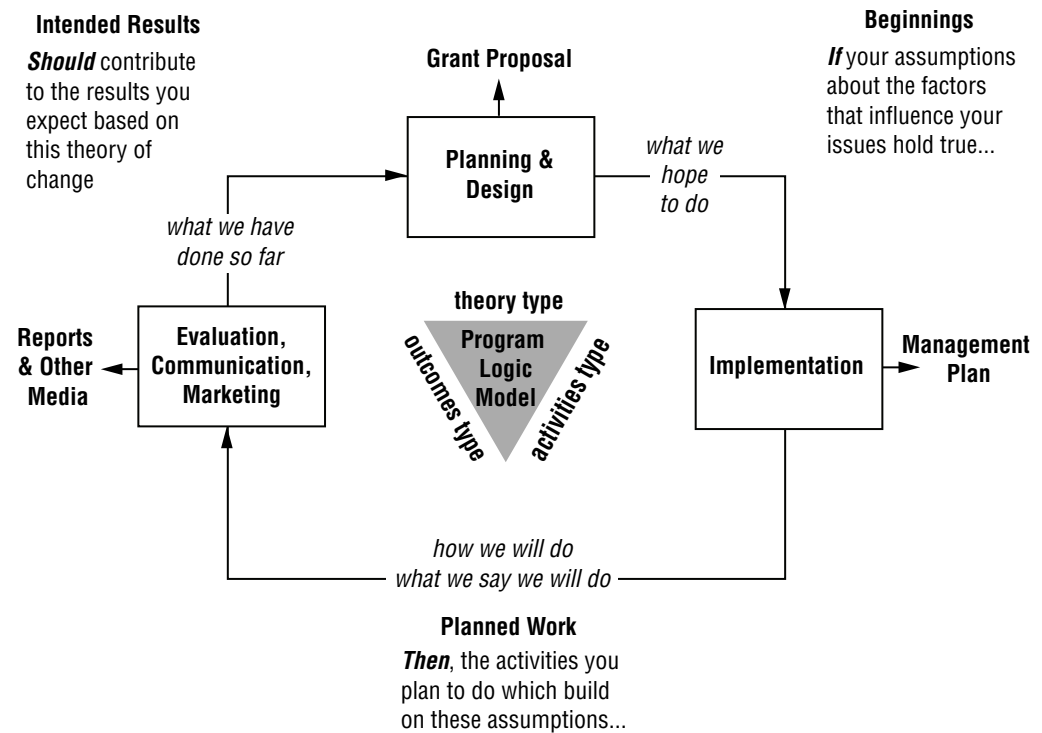 Intended Results
Should contribute
to the results you
expect based on
this theory of
change
Grant Proposal
Beginnings
If your assumptions
about the factors
that influence your
issues hold true...
Planning &
Design
what we
hope
to do
what we have
done so far
Reports
& Other
Media
Evaluation,
Communication,
Marketing
theory type
outcomes type
Program
Logic
Model
activities type
Implementation
Management
Plan
how we will do
what we say we will do
Planned Work
Then, the activities you
plan to do which build
on these assumptions...